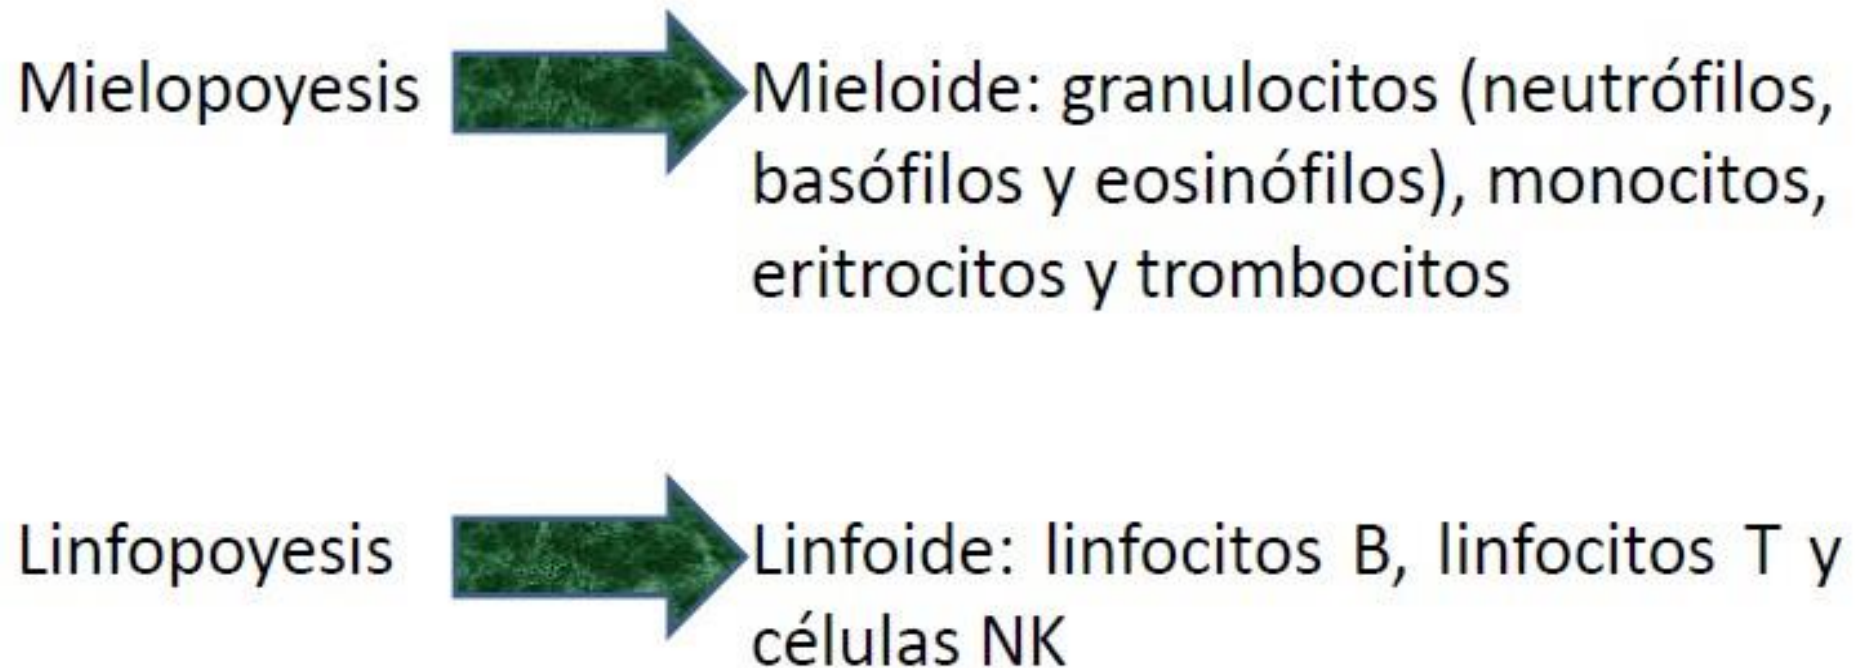 Mielopoyesis
Mieloide: granulocitos (neutrófilos,
basófilos y eosinófilos), monocitos,
eritrocitos y trombocitos
Linfopoyesis
Linfoide: linfocitos B, linfocitos T y
células NK